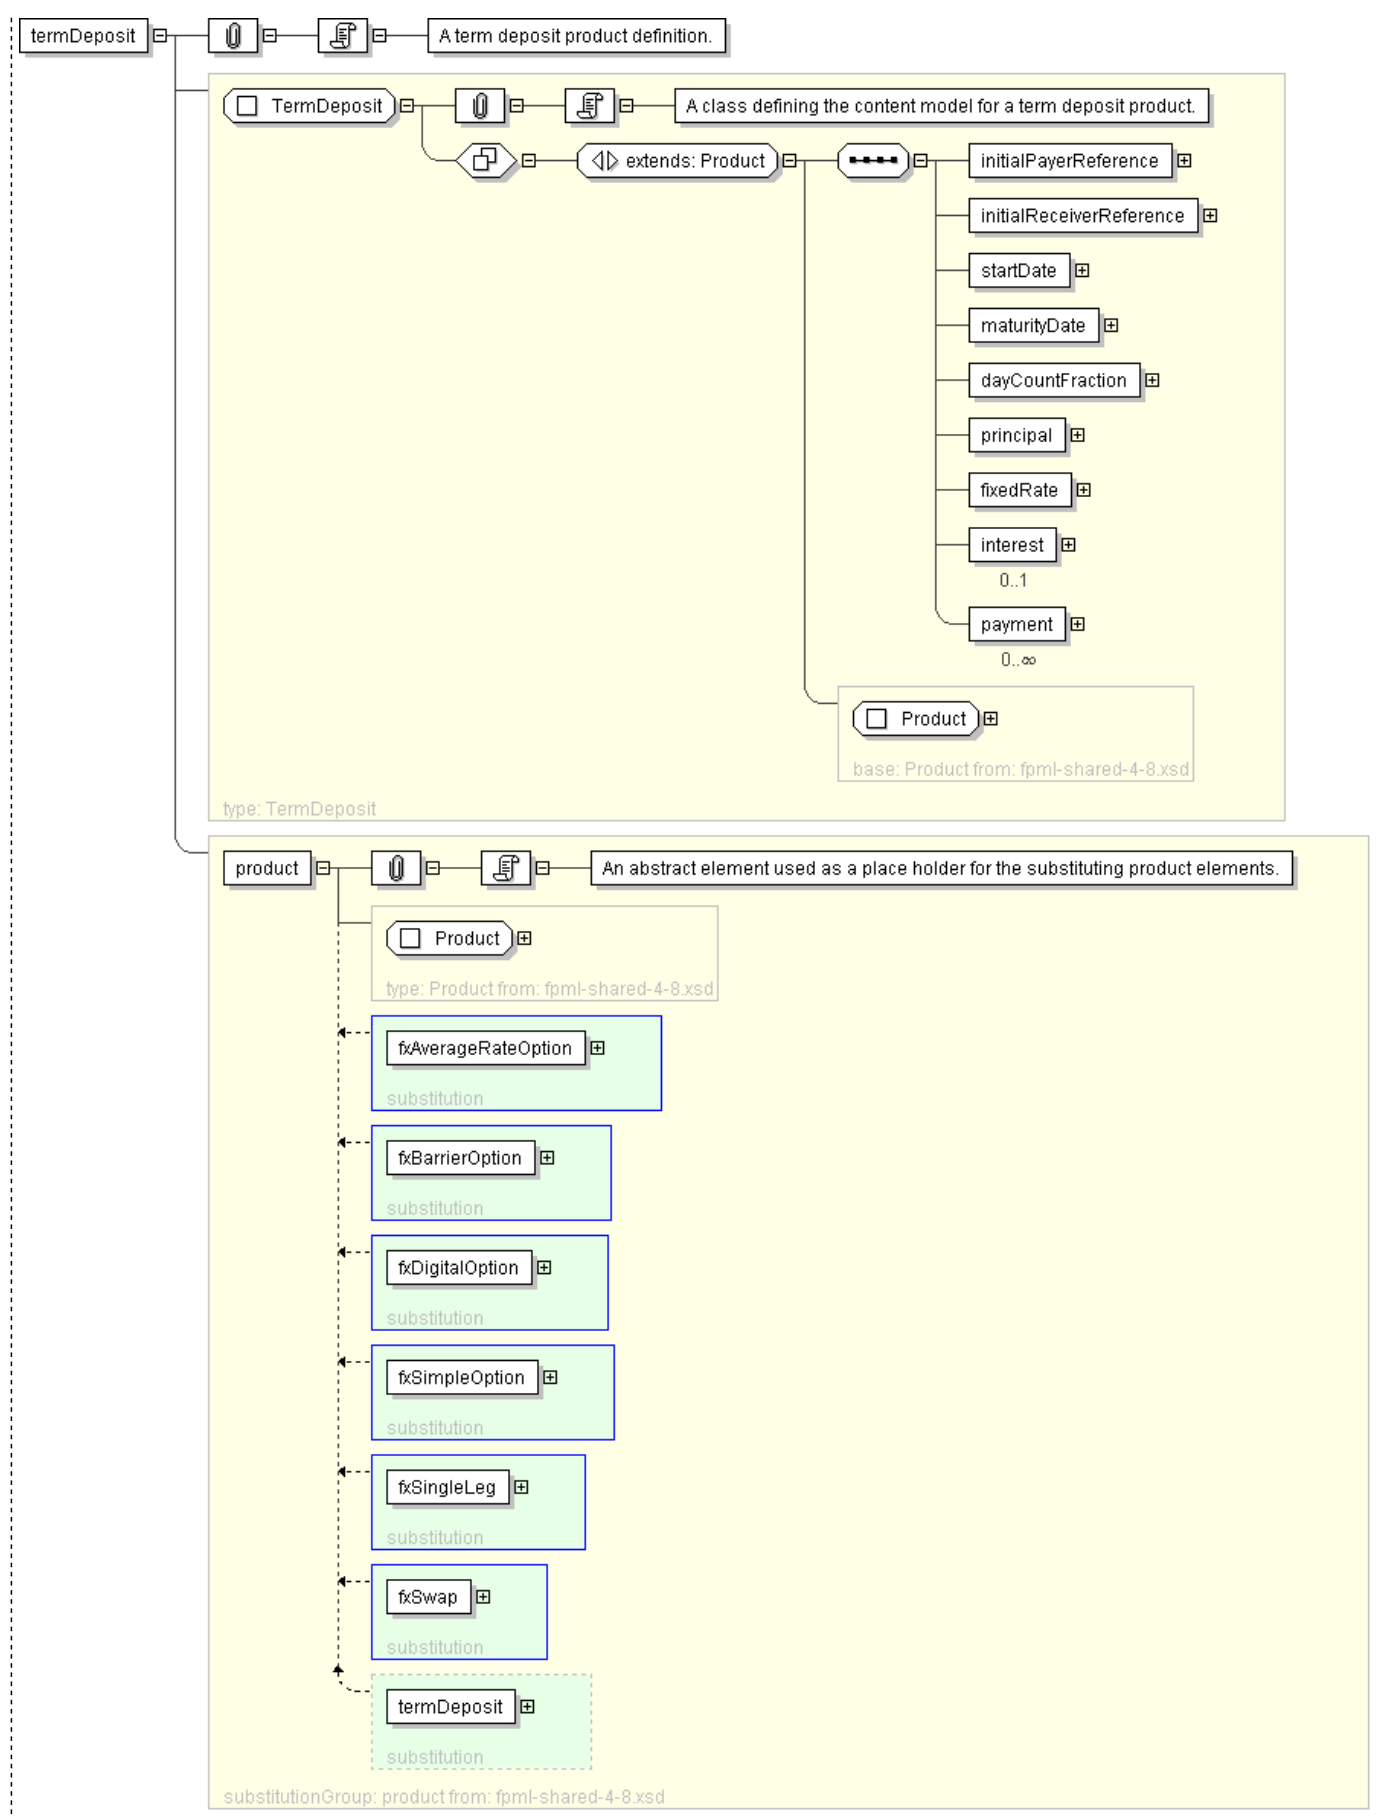 termDeposit
A term deposit product definition.
TermDeposit
A class defining the content model for a term deposit product.
extends: Product
initialPayerReference
initialReceiverReference
startDate
maturityDate
dayCountFraction
principal
fixedRate
interest
0..1
payment
0..∞
Product
base: Product from: fpml-shared-4-8.xsd
type: TermDeposit
product
An abstract element used as a place holder for the substituting product elements.
Product
type: Product from: fpml-shared-4-8.xsd
fxAverageRateOption
substitution
fxBarrierOption
substitution
fxDigitalOption
substitution
fxSimpleOption
substitution
fxSingleLeg
substitution
fxSwap
substitution
termDeposit
substitution
substitutionGroup: product from: fpml-shared-4-8.xsd